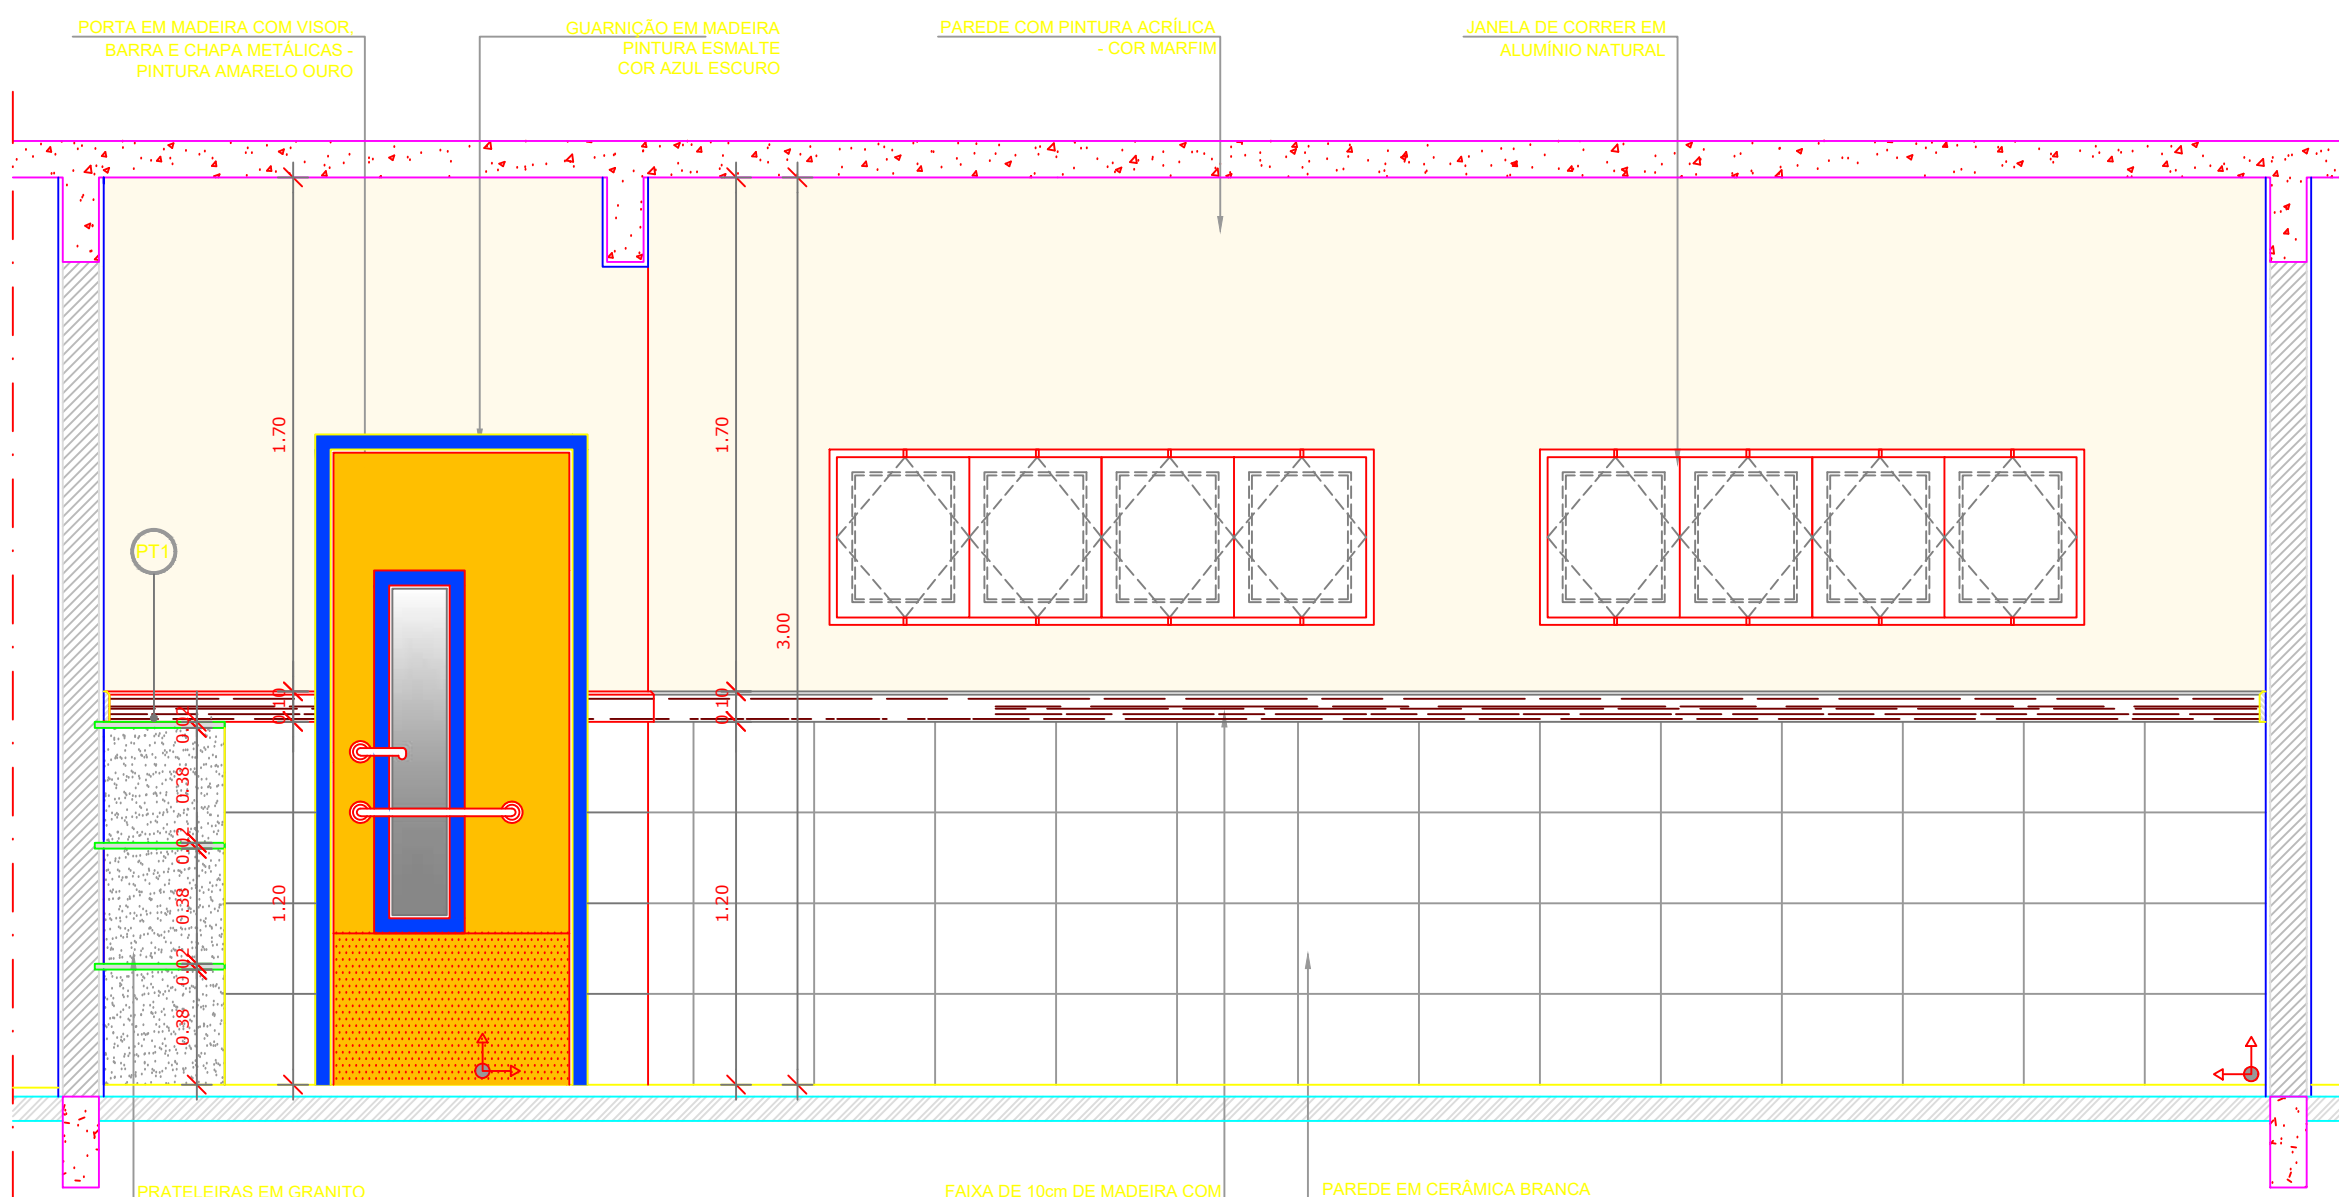 PORTA EM MADEIRA COM VISOR,
BARRA E CHAPA METÁLICAS -
PINTURA AMARELO OURO
GUARNIÇÃO EM MADEIRA
PINTURA ESMALTE
COR AZUL ESCURO
PAREDE COM PINTURA ACRÍLICA
- COR MARFIM
JANELA DE CORRER EM
ALUMÍNIO NATURAL
1.70
1.70
PT1
3.00
0.10
0.10
0.02
0.38
0.02
0.38
1.20
1.20
0.02
0.38
PRATELEIRAS EM GRANITO
FAIXA DE 10cm DE MADEIRA COM
PAREDE EM CERÂMICA BRANCA